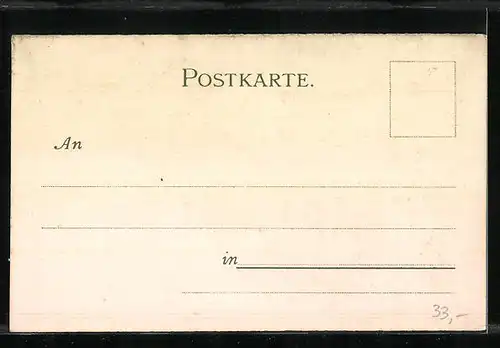 POSTKARTE.
An
in
33,-